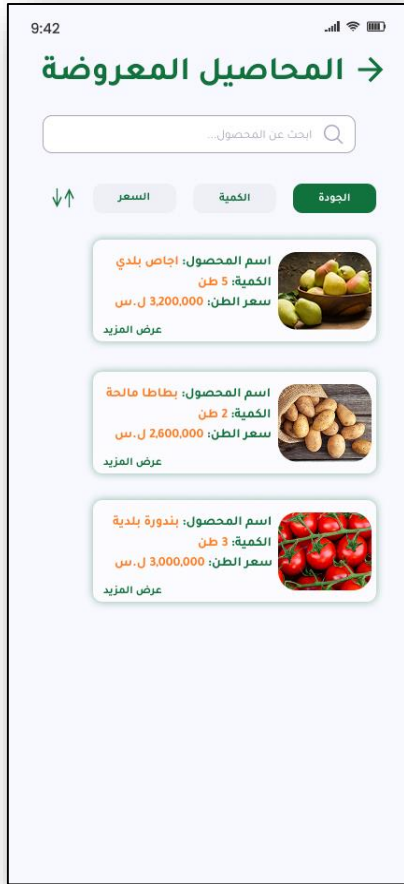 9:42
المحاصيل المعروضة
ابحث عن المحصول...
الجودة
الكمية
السعر
اسم المحصول: اجاص بلدي
الكمية: 5 طن
سعر الطن: 3,200,000 ل.س
عرض المزيد
اسم المحصول: بطاطا مالحة
الكمية: 2 طن
سعر الطن: 2,600,000 ل.س
عرض المزيد
اسم المحصول: بندورة بلدية
الكمية: 3 طن
سعر الطن: 3,000,000 ل.س
عرض المزيد